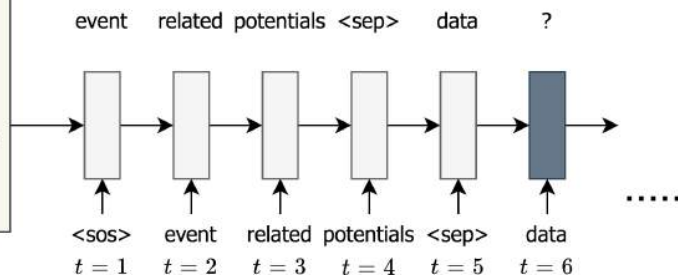 event related potentials <sep> data ?
<sos> event related potentials <sep> data
t = 1 t = 2 t = 3 t = 4 t = 5 t = 6
.....